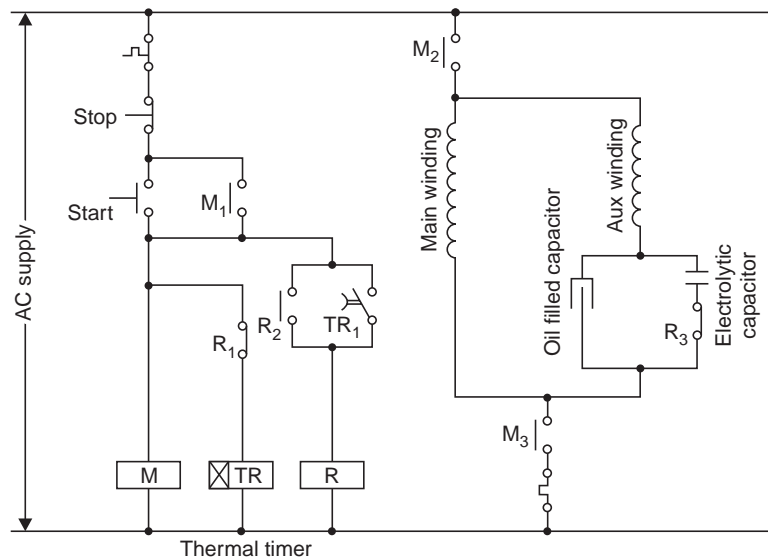 AC supply
Stop
Start
M₁
R₂
TR₁
R₁
M
TR
R
Thermal timer
M₂
Main winding
Aux winding
Oil filled capacitor
Electrolytic
capacitor
R₃
M₃